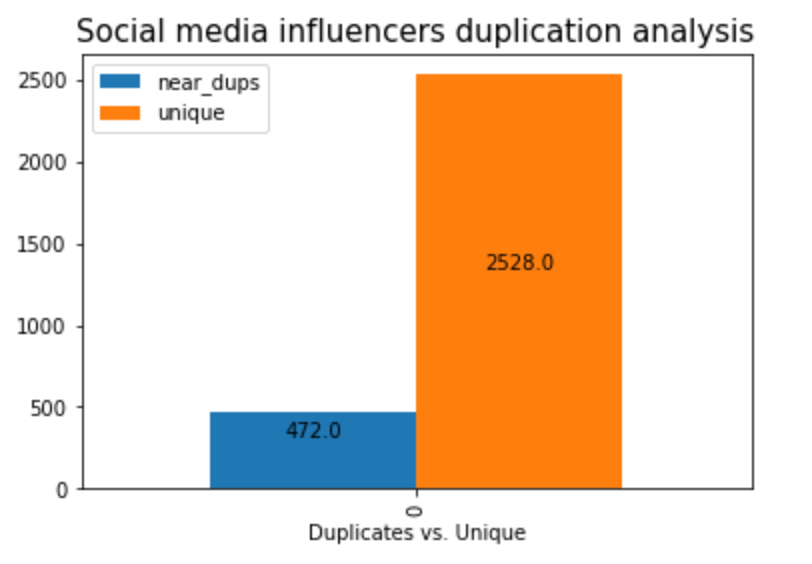 Social media influencers duplication analysis
near_dups
unique
2500
2000
1500
1000
500
0
2528.0
472.0
0
Duplicates vs. Unique